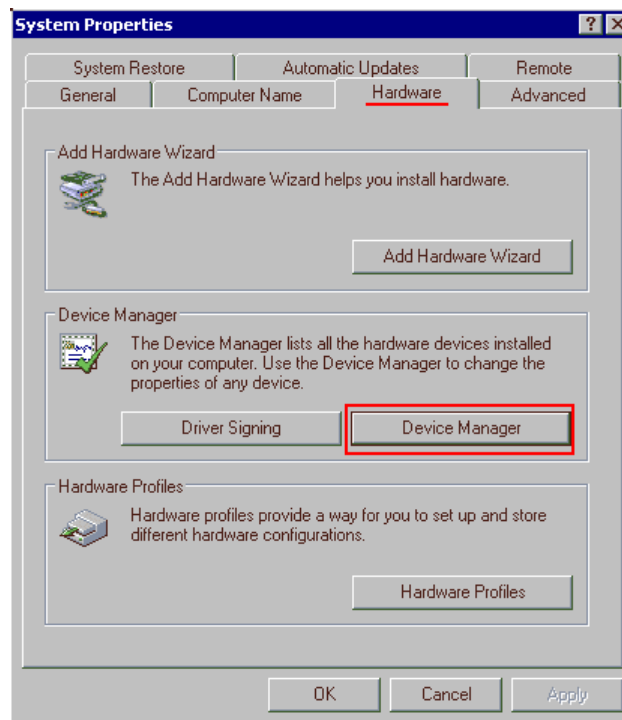 System Properties
System Restore Automatic Updates Remote
General Computer Name Hardware Advanced
Add Hardware Wizard
The Add Hardware Wizard helps you install hardware.
Add Hardware Wizard
Device Manager
The Device Manager lists all the hardware devices installed
on your computer. Use the Device Manager to change the
properties of any device.
Driver Signing Device Manager
Hardware Profiles
Hardware profiles provide a way for you to set up and store
different hardware configurations.
Hardware Profiles
OK Cancel Apply